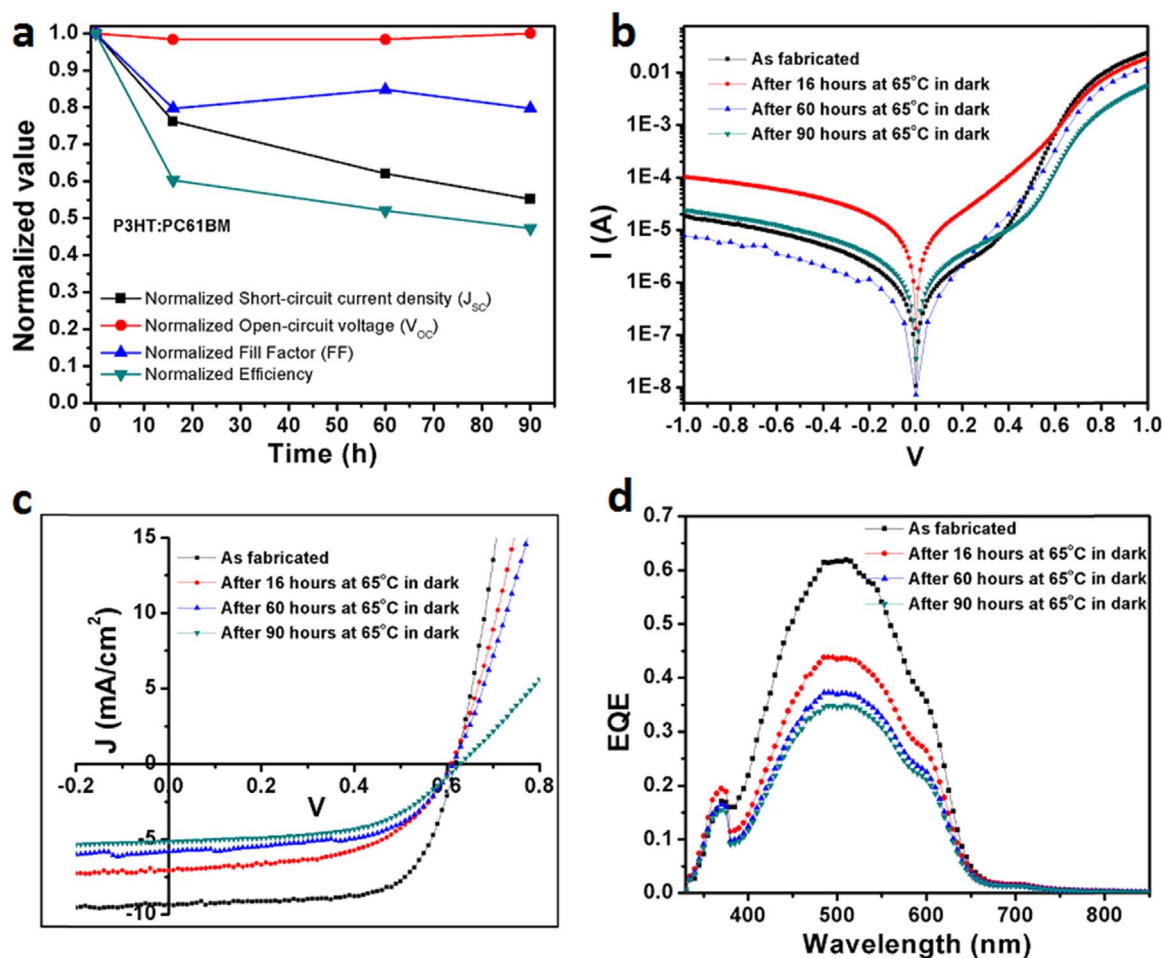 a
Normalized value
1.0
0.9
0.8
0.7
0.6
0.5
0.4
0.3
0.2
0.1
0.0
P3HT:PC61BM
Normalized Short-circuit current density (JSC)
Normalized Open-circuit voltage (VOC)
Normalized Fill Factor (FF)
Normalized Efficiency
0 10 20 30 40 50 60 70 80 90
Time (h)
b
I (A)
0.01
1E-3
1E-4
1E-5
1E-6
1E-7
1E-8
As fabricated
After 16 hours at 65°C in dark
After 60 hours at 65°C in dark
After 90 hours at 65°C in dark
-1.0 -0.8 -0.6 -0.4 -0.2 0.0 0.2 0.4 0.6 0.8 1.0
V
c
J (mA/cm2)
15
10
5
0
-5
-10
As fabricated
After 16 hours at 65°C in dark
After 60 hours at 65°C in dark
After 90 hours at 65°C in dark
-0.2 0.0 0.2 0.4 0.6 0.8
V
d
EQE
0.7
0.6
0.5
0.4
0.3
0.2
0.1
0.0
As fabricated
After 16 hours at 65°C in dark
After 60 hours at 65°C in dark
After 90 hours at 65°C in dark
400 500 600 700 800
Wavelength (nm)